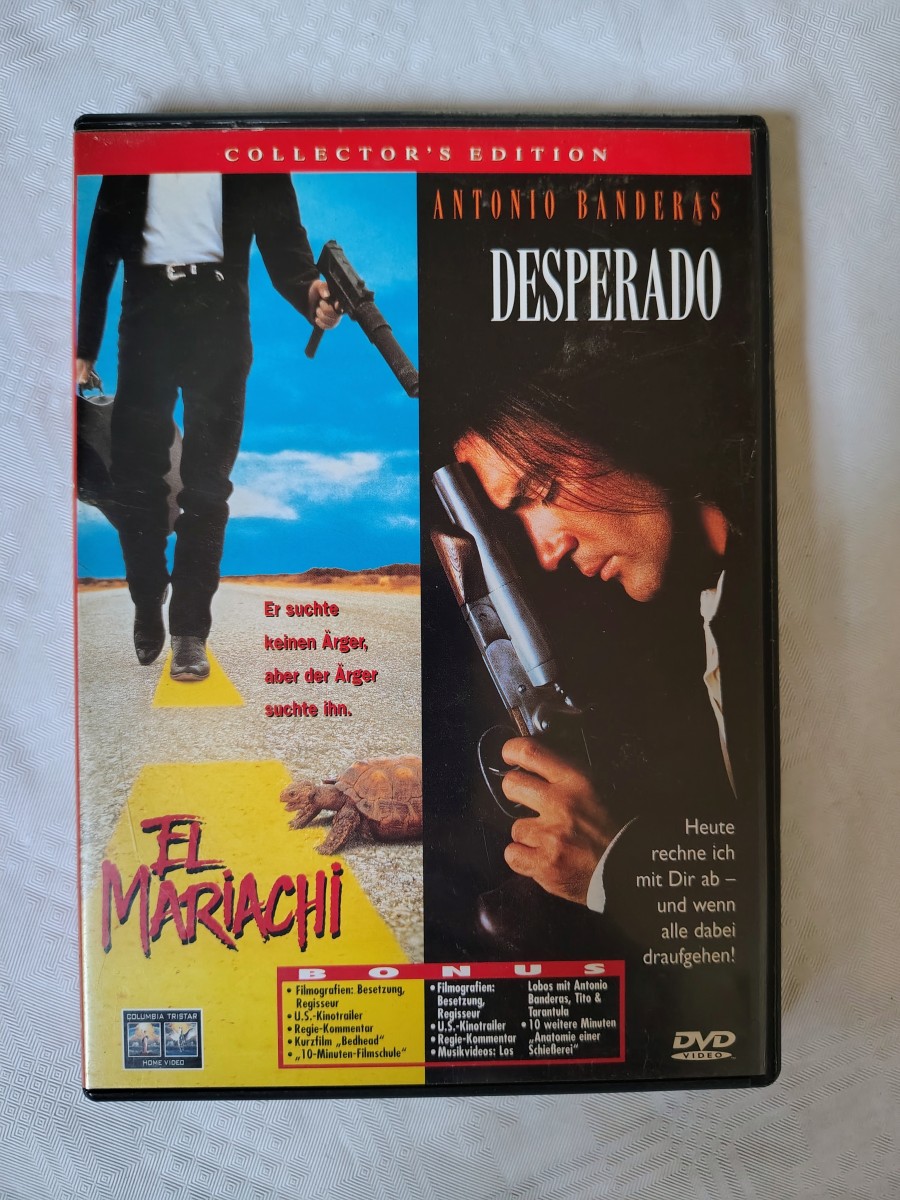 COLLECTOR'S EDITION
ANTONIO BANDERAS
DESPERADO
Er suchte
keinen Ärger,
aber der Ärger
suchte ihn.
EL
MARIACHI
Heute
rechne ich
mit Dir ab –
und wenn
alle dabei
draufgehen!
BONUS
• Filmografien: Besetzung,
Regisseur
• U.S.-Kinotrailer
• Regie-Kommentar
• Kurzfilm „Bedhead"
• „10-Minuten-Filmschule"
• Filmografien:
Besetzung,
Regisseur
• U.S.-Kinotrailer
• Regie-Kommentar
• Musikvideos: Los
Lobos mit Antonio
Banderas, Tito &
Tarantula
• 10 weitere Minuten
„Anatomie einer
Schießerei"
COLUMBIA TRISTAR
HOME VIDEO
DVD
VIDEO